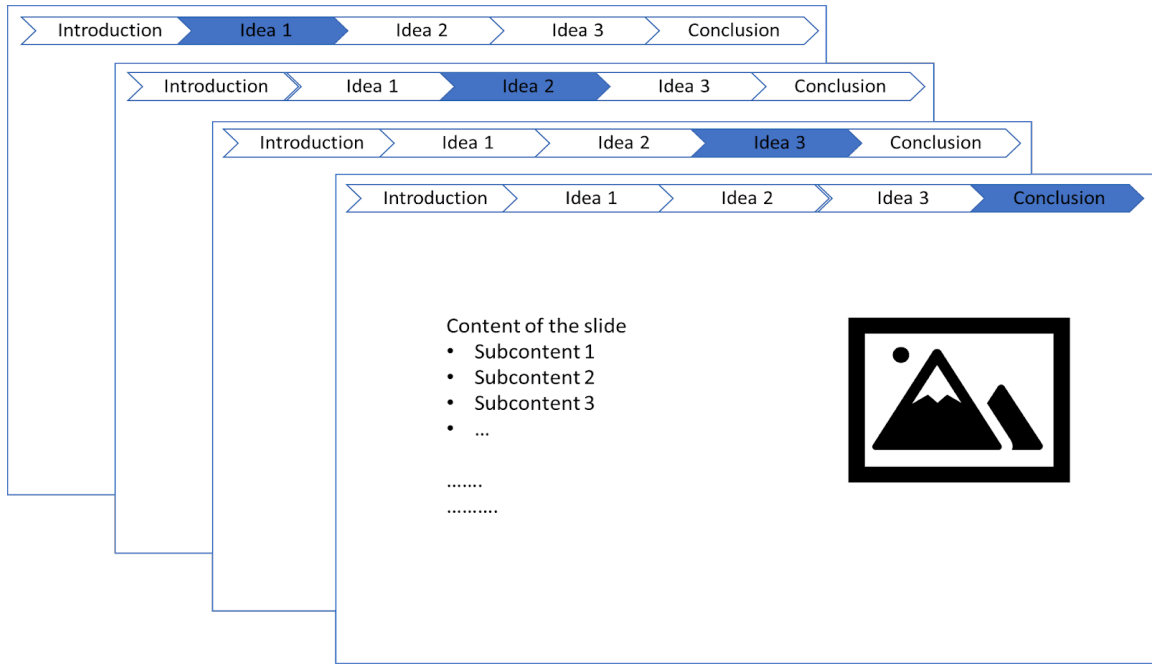 Introduction Idea 1 Idea 2 Idea 3 Conclusion
Introduction Idea 1 Idea 2 Idea 3 Conclusion
Introduction Idea 1 Idea 2 Idea 3 Conclusion
Introduction Idea 1 Idea 2 Idea 3 Conclusion
Content of the slide
• Subcontent 1
• Subcontent 2
• Subcontent 3
• ...
.......
..........